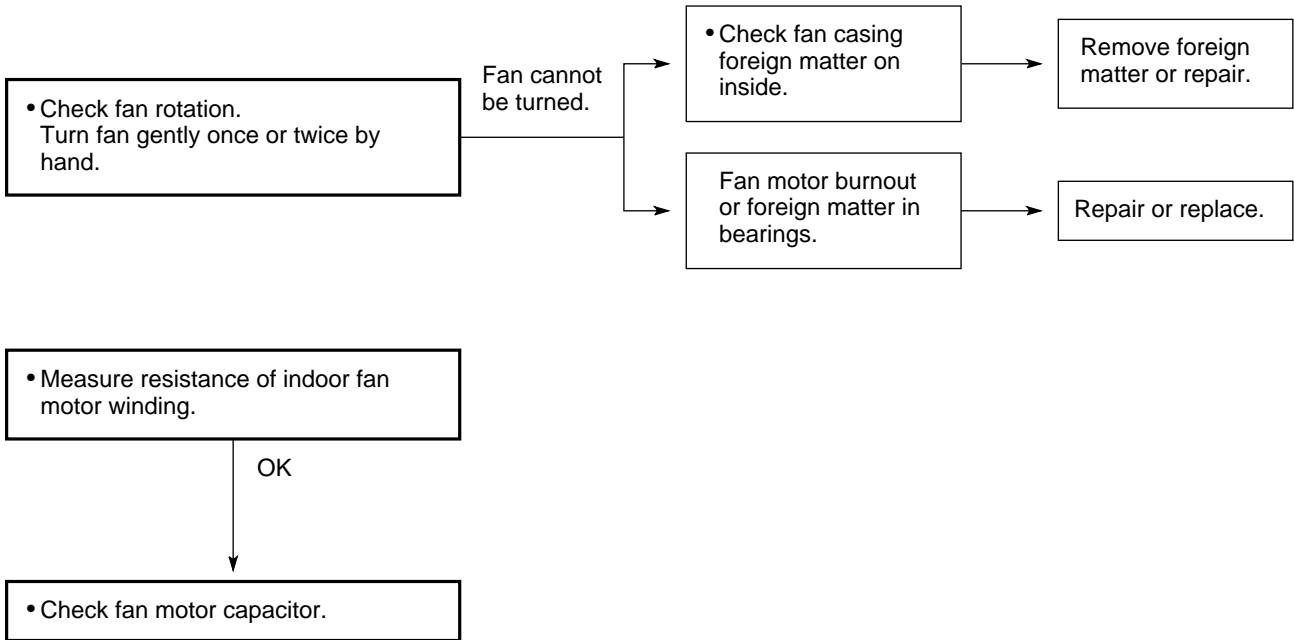 • Check fan rotation.
Turn fan gently once or twice by
hand.
Fan cannot
be turned.
• Check fan casing
foreign matter on
inside.
Remove foreign
matter or repair.
Fan motor burnout
or foreign matter in
bearings.
Repair or replace.
• Measure resistance of indoor fan
motor winding.
OK
• Check fan motor capacitor.